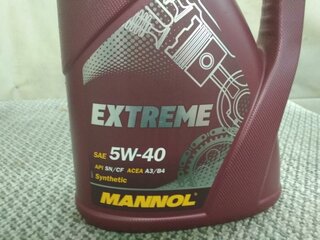 EXTREME
SAE 5W-40
API SN/CF ACEA A3/B4
Synthetic
MANNOL